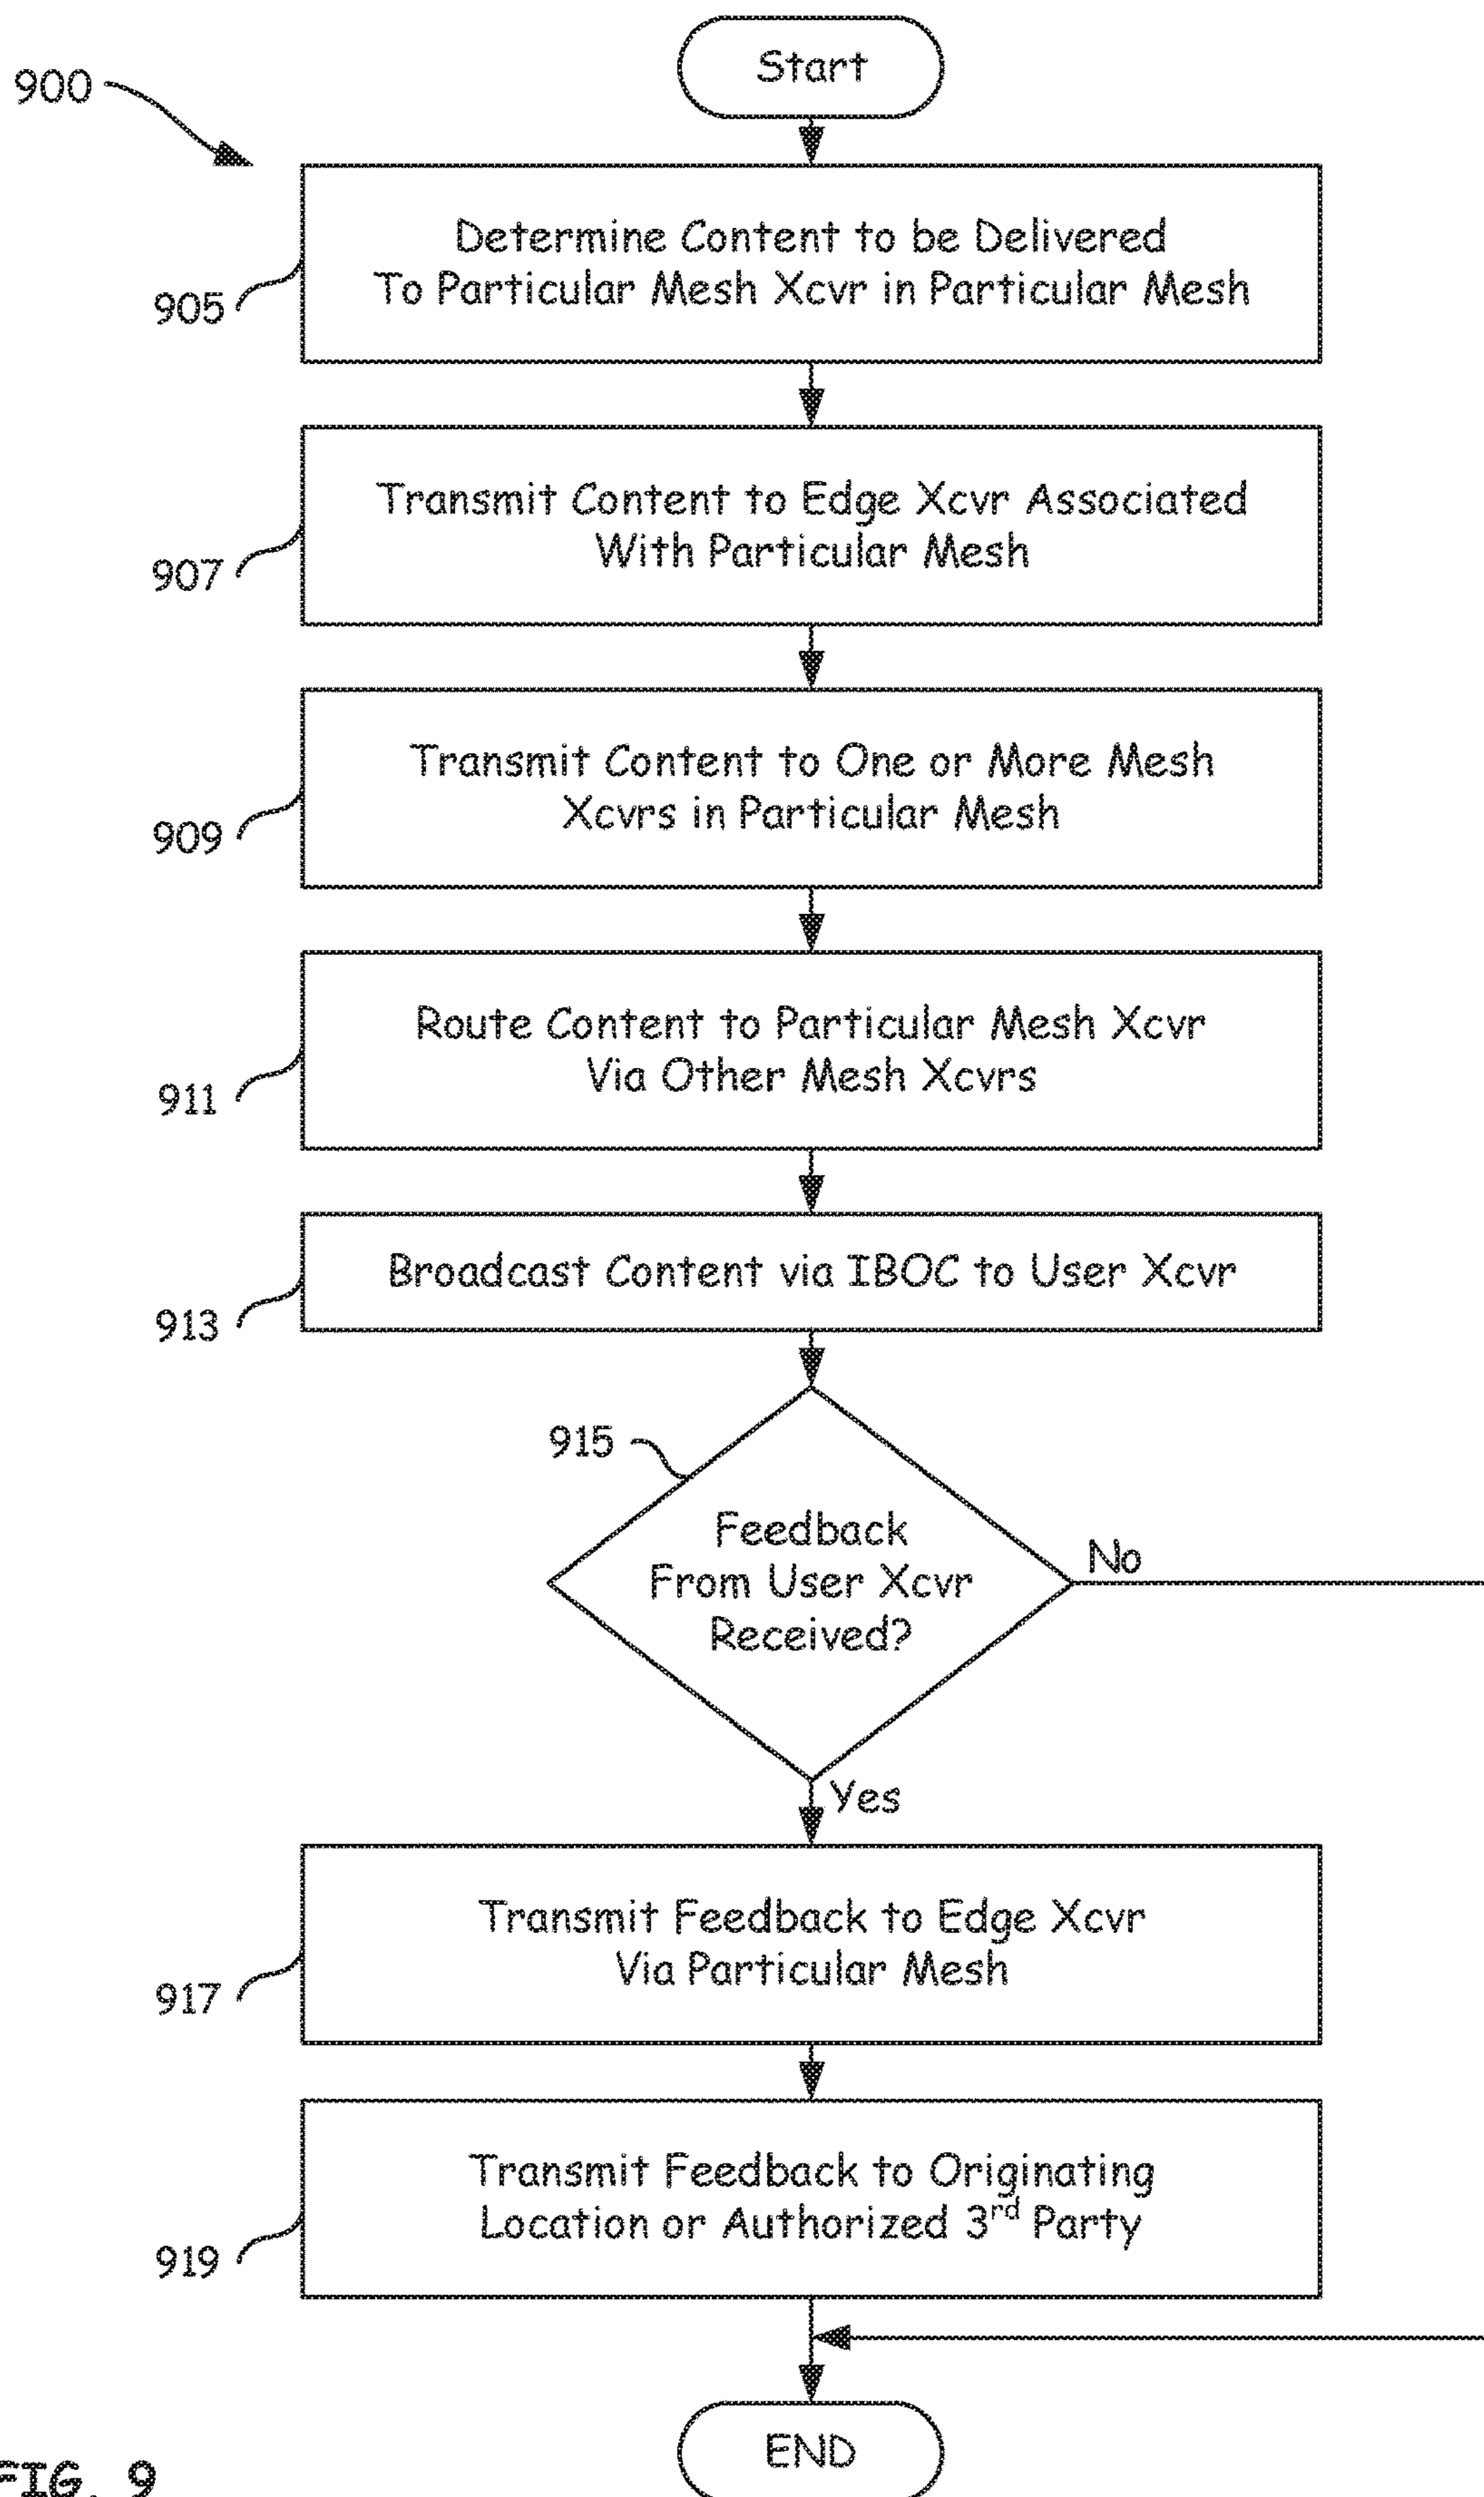 Start
900
Determine Content to be Delivered
To Particular Mesh Xcvr in Particular Mesh
905
Transmit Content to Edge Xcvr Associated
With Particular Mesh
907
Transmit Content to One or More Mesh
Xcvrs in Particular Mesh
909
Route Content to Particular Mesh Xcvr
Via Other Mesh Xcvrs
911
Broadcast Content via IBOC to User Xcvr
913
915
Feedback
From User Xcvr
Received?
No
Yes
Transmit Feedback to Edge Xcvr
Via Particular Mesh
917
Transmit Feedback to Originating
Location or Authorized 3rd Party
919
END
FIG. 9